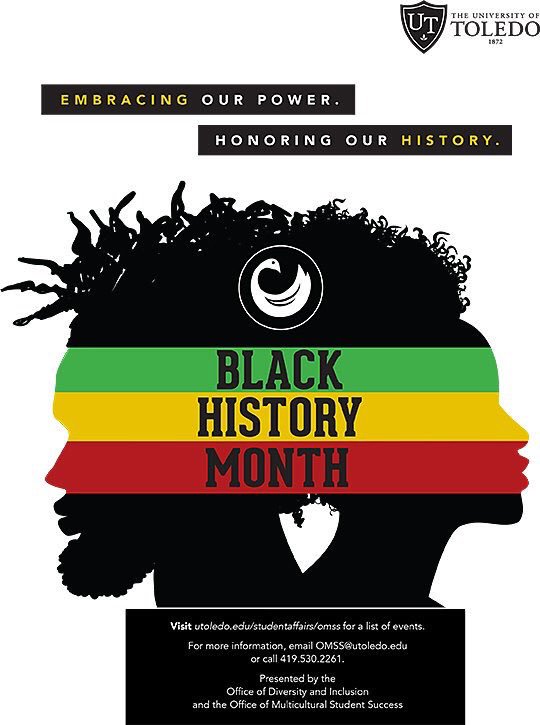 UT
THE UNIVERSITY OF
TOLEDO
1872
EMBRACING OUR POWER.
HONORING OUR HISTORY.
BLACK
HISTORY
MONTH
Visit utoledo.edu/studentaffairs/omss for a list of events.
For more information, email OMSS@utoledo.edu
or call 419.530.2261.
Presented by the
Office of Diversity and Inclusion
and the Office of Multicultural Student Success